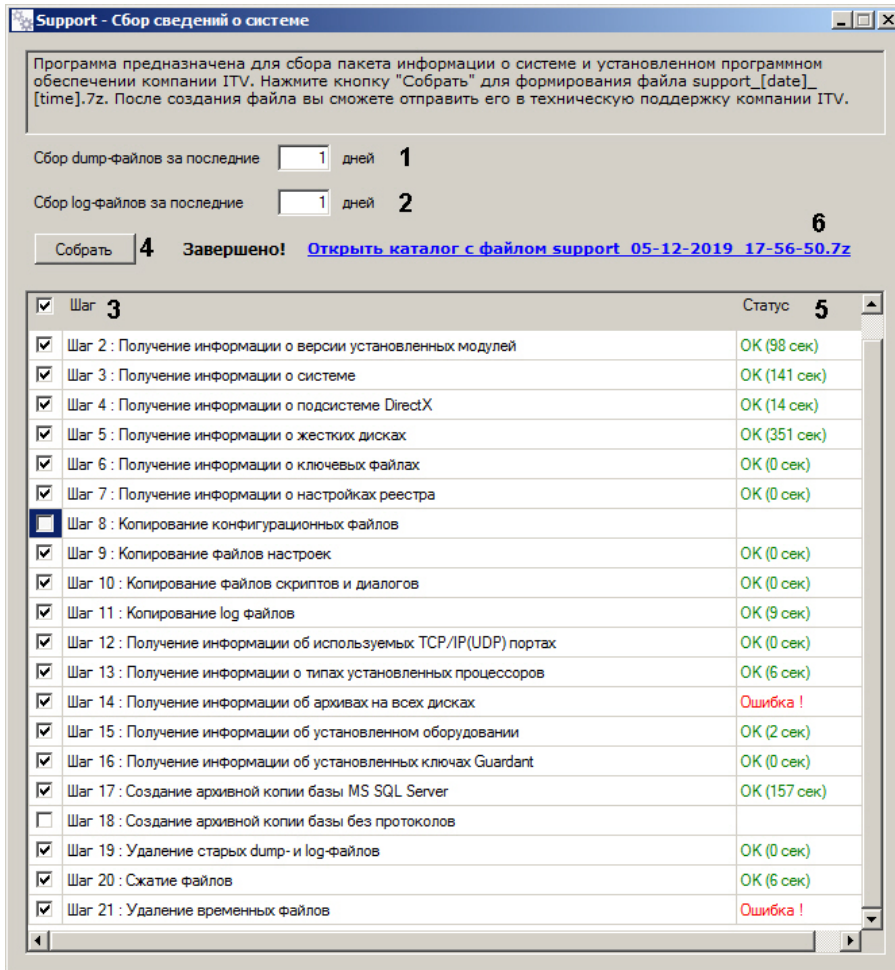 Support - Сбор сведений о системе
Программа предназначена для сбора пакета информации о системе и установленном программном
обеспечении компании ITV. Нажмите кнопку "Собрать" для формирования файла support_[date]_
[time].7z. После создания файла вы сможете отправить его в техническую поддержку компании ITV.
Сбор dump-файлов за последние 1 дней 1
Сбор log-файлов за последние 1 дней 2
6
Собрать 4 Завершено! Открыть каталог с файлом support_05-12-2019_17-56-50.7z
Шаг 3 Статус 5
Шаг 2 : Получение информации о версии установленных модулей OK (98 сек)
Шаг 3 : Получение информации о системе OK (141 сек)
Шаг 4 : Получение информации о подсистеме DirectX OK (14 сек)
Шаг 5 : Получение информации о жестких дисках OK (351 сек)
Шаг 6 : Получение информации о ключевых файлах OK (0 сек)
Шаг 7 : Получение информации о настройках реестра OK (0 сек)
Шаг 8 : Копирование конфигурационных файлов
Шаг 9 : Копирование файлов настроек OK (0 сек)
Шаг 10 : Копирование файлов скриптов и диалогов OK (0 сек)
Шаг 11 : Копирование log файлов OK (9 сек)
Шаг 12 : Получение информации об используемых TCP/IP(UDP) портах OK (0 сек)
Шаг 13 : Получение информации о типах установленных процессоров OK (6 сек)
Шаг 14 : Получение информации об архивах на всех дисках Ошибка !
Шаг 15 : Получение информации об установленном оборудовании OK (2 сек)
Шаг 16 : Получение информации об установленных ключах Guardant OK (0 сек)
Шаг 17 : Создание архивной копии базы MS SQL Server OK (157 сек)
Шаг 18 : Создание архивной копии базы без протоколов
Шаг 19 : Удаление старых dump- и log-файлов OK (0 сек)
Шаг 20 : Сжатие файлов OK (6 сек)
Шаг 21 : Удаление временных файлов Ошибка !